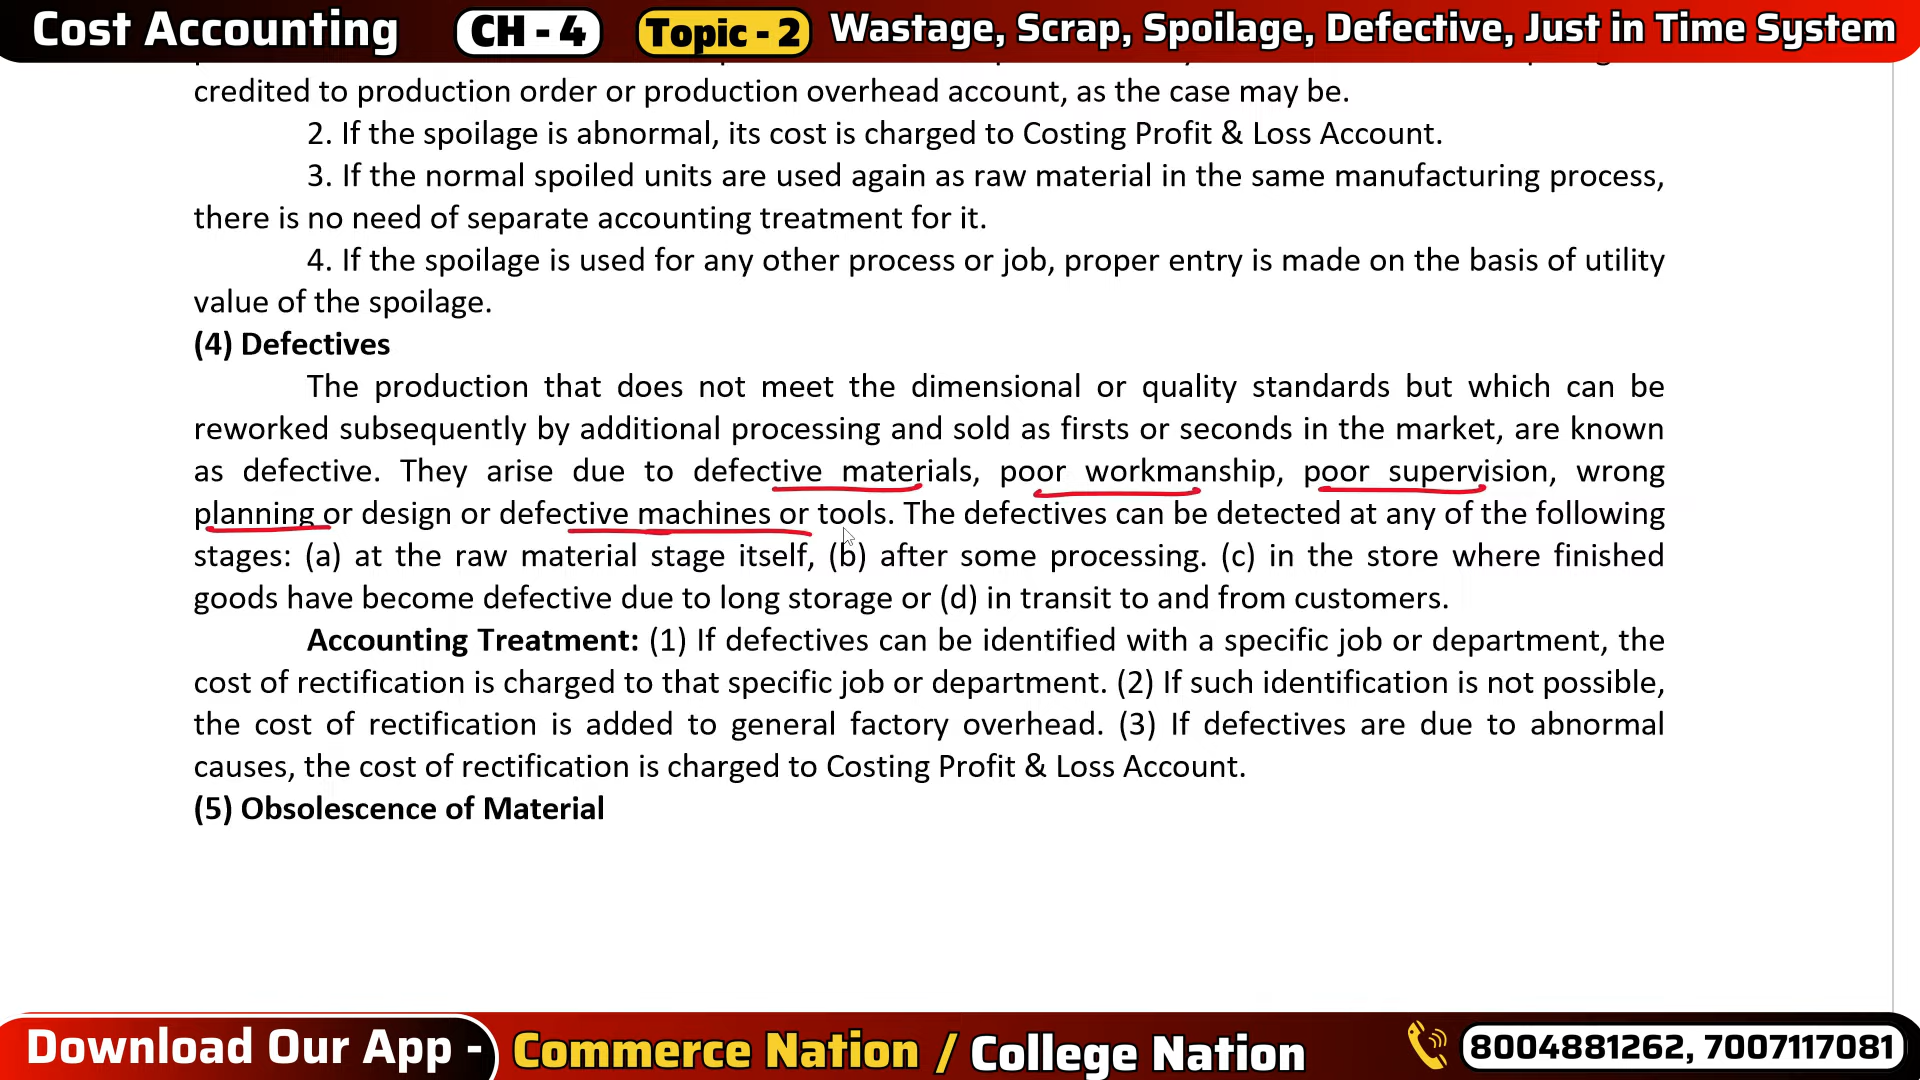 Cost Accounting CH - 4 Topic - 2 Wastage, Scrap, Spoilage, Defective, Just in Time System
credited to production order or production overhead account, as the case may be.
2. If the spoilage is abnormal, its cost is charged to Costing Profit & Loss Account.
3. If the normal spoiled units are used again as raw material in the same manufacturing process,
there is no need of separate accounting treatment for it.
4. If the spoilage is used for any other process or job, proper entry is made on the basis of utility
value of the spoilage.
(4) Defectives
The production that does not meet the dimensional or quality standards but which can be
reworked subsequently by additional processing and sold as firsts or seconds in the market, are known
as defective. They arise due to defective materials, poor workmanship, poor supervision, wrong
planning or design or defective machines or tools. The defectives can be detected at any of the following
stages: (a) at the raw material stage itself, (b) after some processing. (c) in the store where finished
goods have become defective due to long storage or (d) in transit to and from customers.
Accounting Treatment: (1) If defectives can be identified with a specific job or department, the
cost of rectification is charged to that specific job or department. (2) If such identification is not possible,
the cost of rectification is added to general factory overhead. (3) If defectives are due to abnormal
causes, the cost of rectification is charged to Costing Profit & Loss Account.
(5) Obsolescence of Material
Download Our App - Commerce Nation / College Nation 8004881262, 7007117081